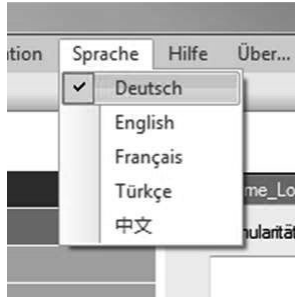 Sprache Hilfe Über...
Deutsch
English
Français
Türkçe
中文